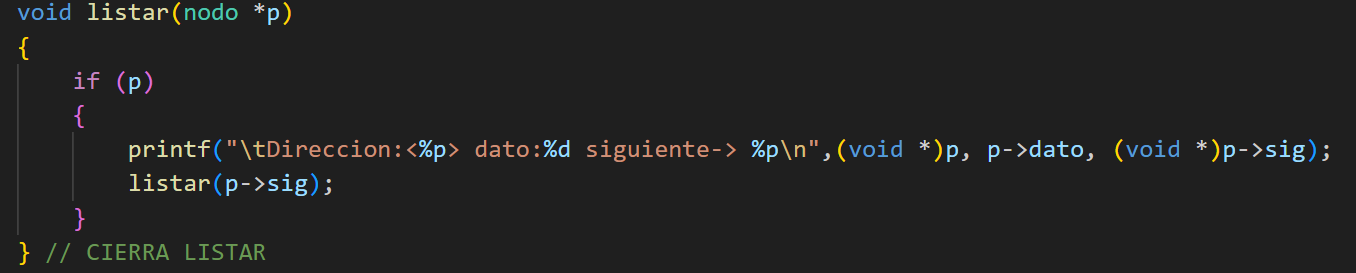 void listar(nodo *p)
{
    if (p)
    {
        printf("\tDireccion:<%p> dato:%d siguiente-> %p\n",(void *)p, p->dato, (void *)p->sig);
        listar(p->sig);
    }
} // CIERRA LISTAR